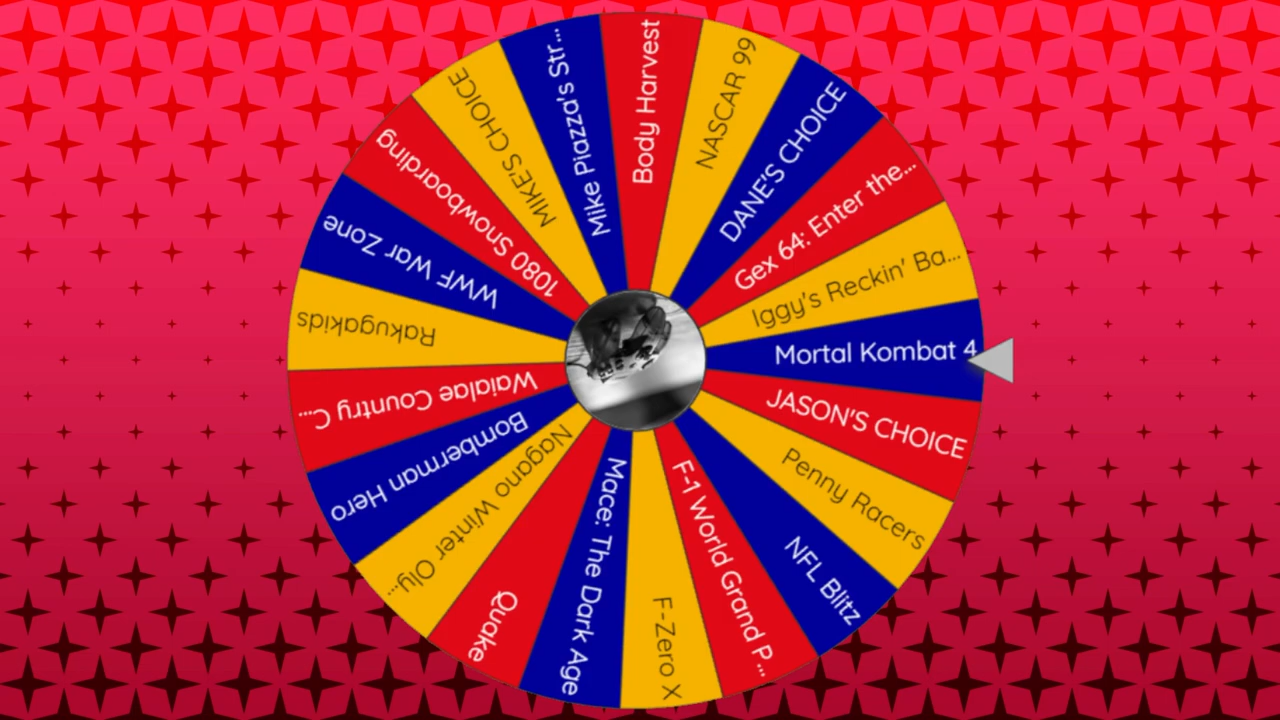 Body Harvest
NASCAR 99
DANE'S CHOICE
Gex 64: Enter the...
Iggy's Reckin' Ba...
Mortal Kombat 4
JASON'S CHOICE
Penny Racers
NFL Blitz
F-1 World Grand P...
F-Zero X
Mace: The Dark Age
Quake
Nagano Winter Oly...
Bomberman Hero
Waialae Country C...
Rakugakids
WWF War Zone
1080 Snowboarding
MIKE'S CHOICE
Mike Piazza's Str...